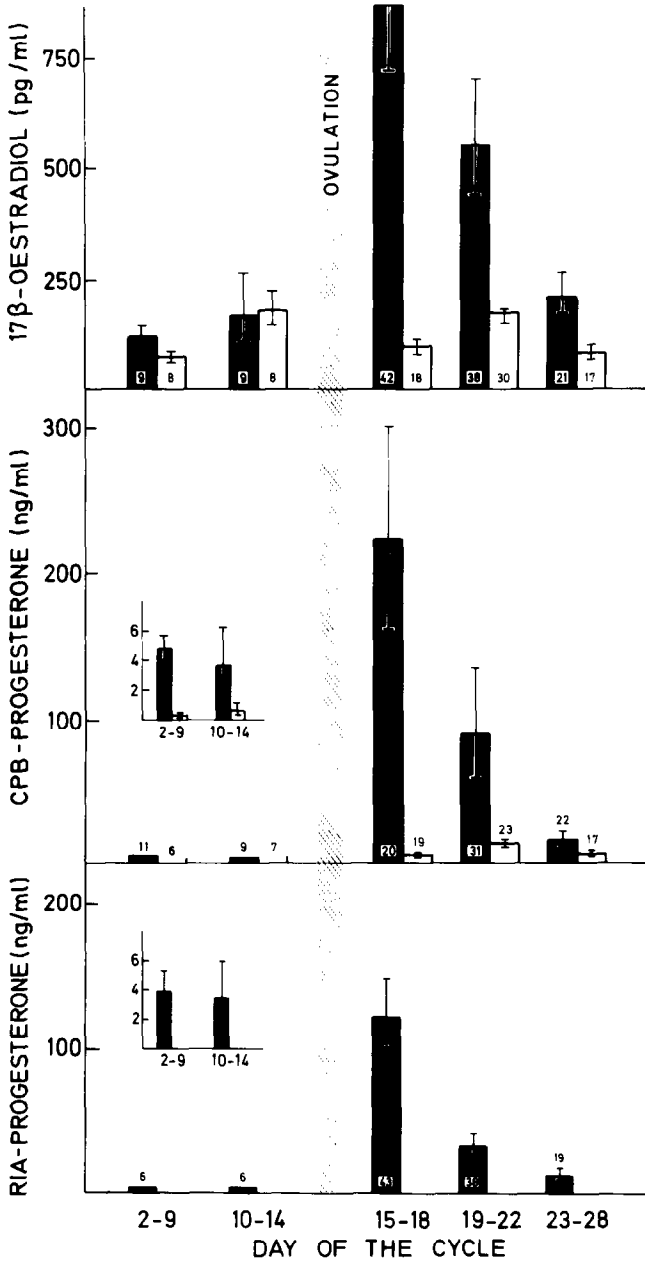 17β-OESTRADIOL (pg/ml)
750
500
250
OVULATION
9 8 9 8 42 18 38 30 21 17
CPB-PROGESTERONE (ng/ml)
300
200
100
6
4
2
2-9 10-14
11 6 9 7 20 19 31 23 22 17
RIA-PROGESTERONE (ng/ml)
200
100
6
4
2
2-9 10-14
6 6 43 19
2-9 10-14 15-18 19-22 23-28
DAY OF THE CYCLE